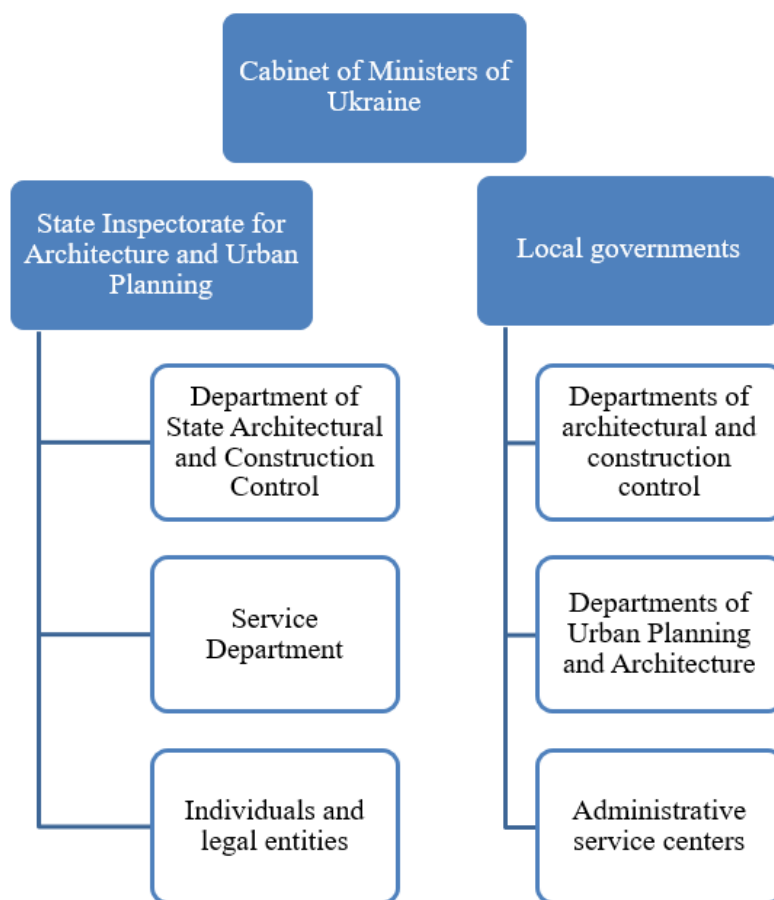 Cabinet of Ministers of
Ukraine
State Inspectorate for
Architecture and Urban
Planning
Local governments
Department of
State Architectural
and Construction
Control
Departments of
architectural and
construction
control
Service
Department
Departments of
Urban Planning
and Architecture
Individuals and
legal entities
Administrative
service centers